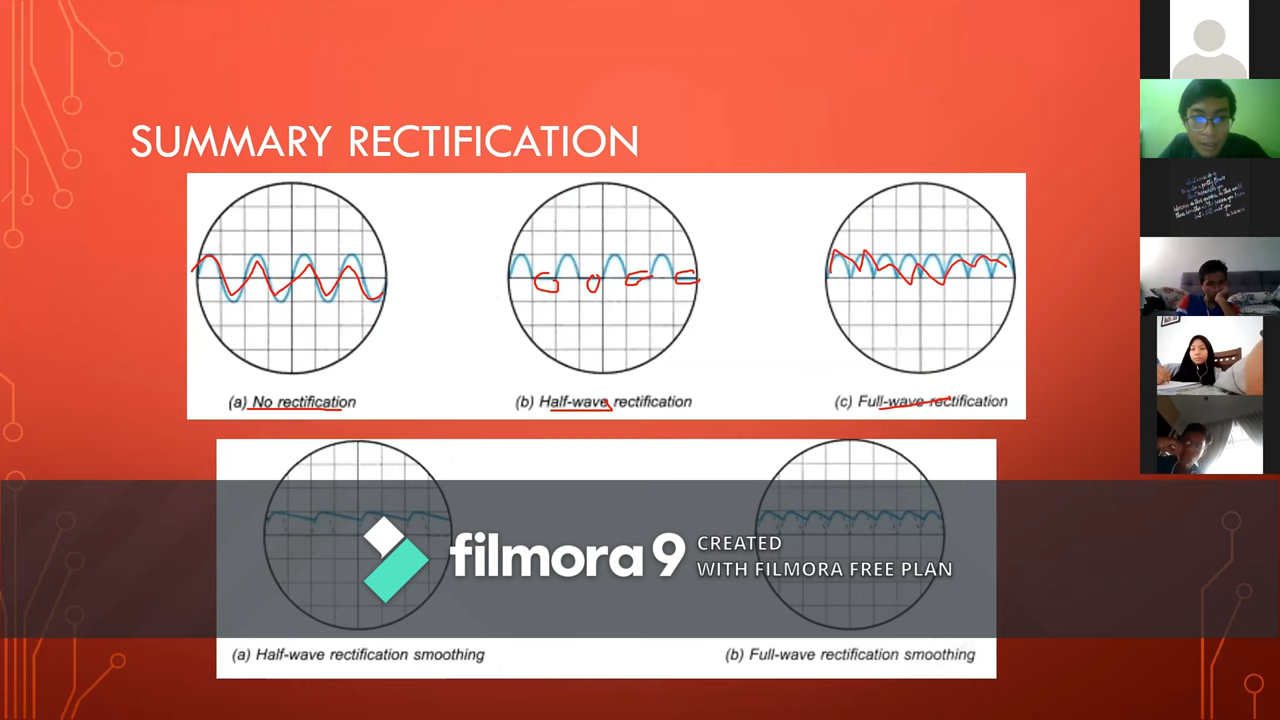 SUMMARY RECTIFICATION
(a) No rectification
(b) Half-wave rectification
(c) Full-wave rectification
filmora 9
CREATED
WITH FILMORA FREE PLAN
(a) Half-wave rectification smoothing
(b) Full-wave rectification smoothing